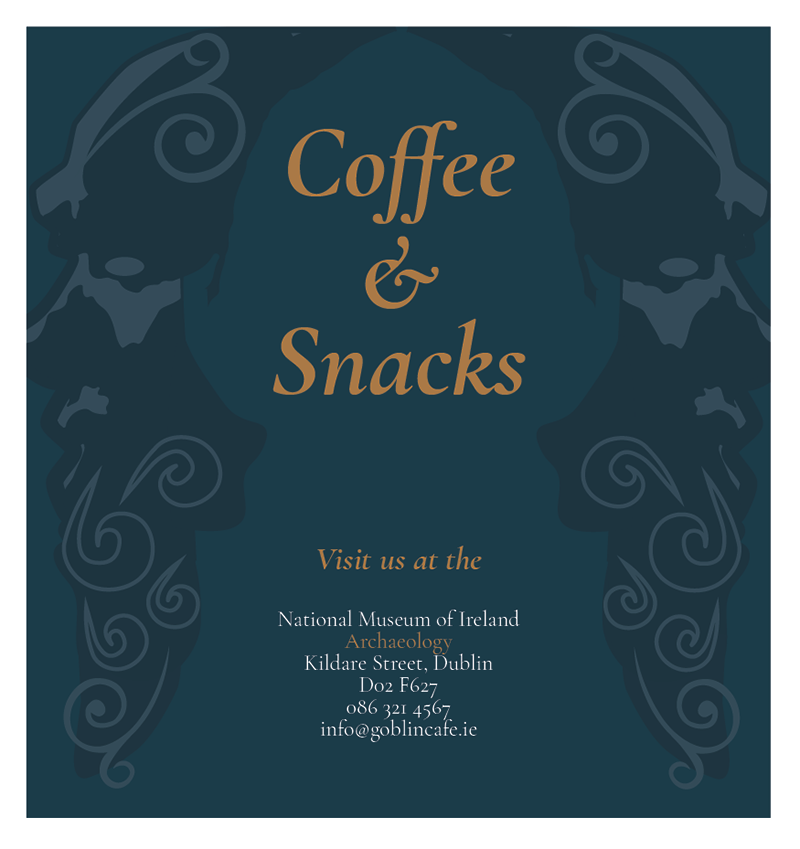 Coffee
&
Snacks
Visit us at the
National Museum of Ireland
Archaeology
Kildare Street, Dublin
D02 F627
086 321 4567
info@goblincafe.ie